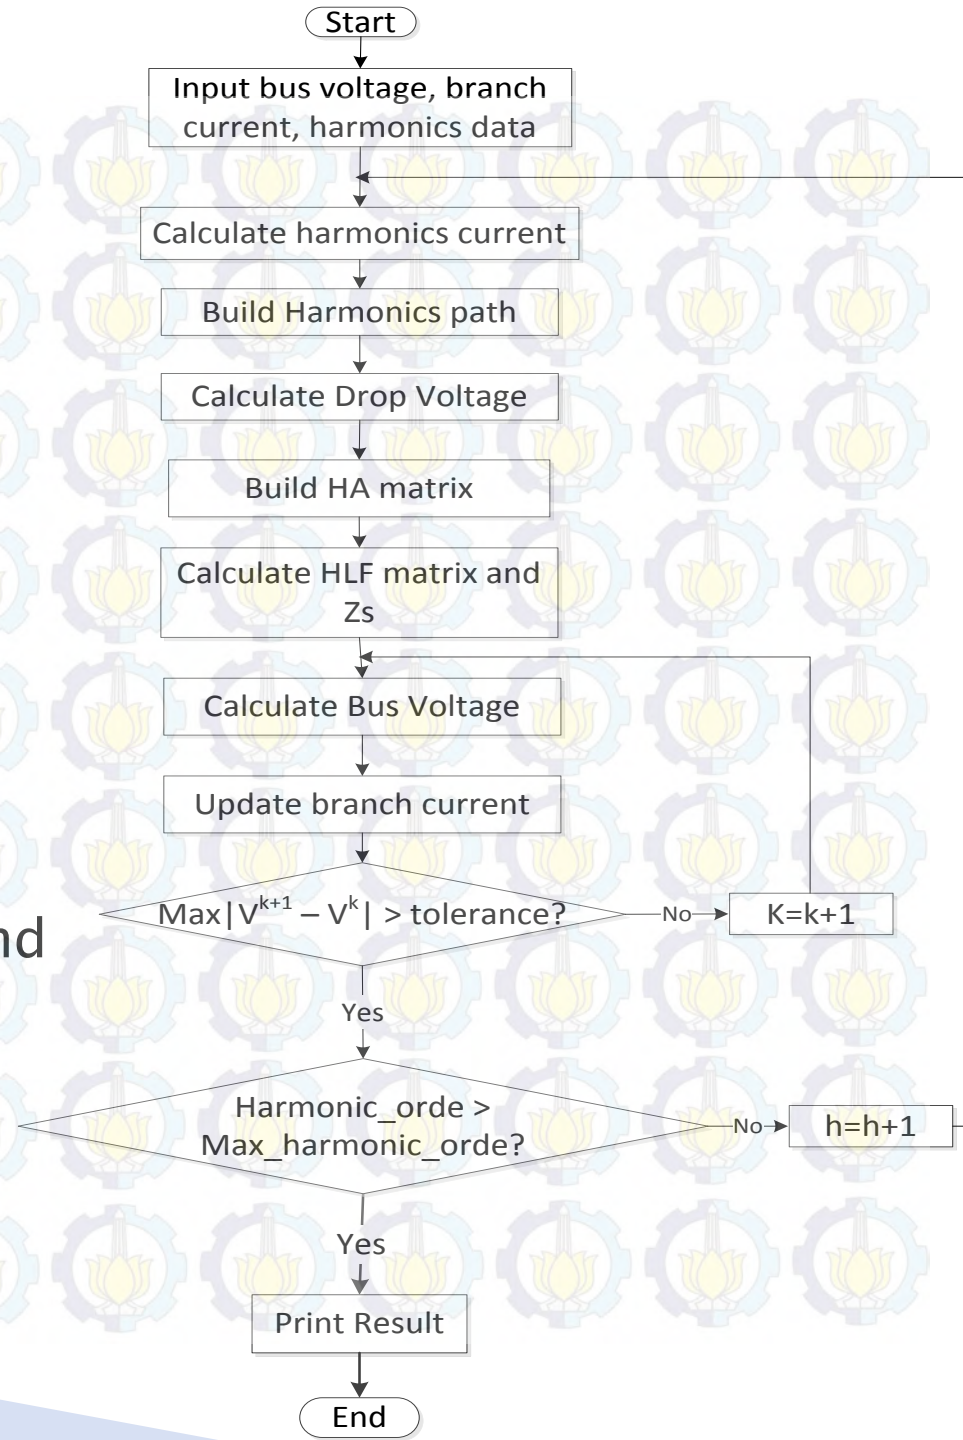 Start
Input bus voltage, branch
current, harmonics data
Calculate harmonics current
Build Harmonics path
Calculate Drop Voltage
Build HA matrix
Calculate HLF matrix and
Zs
Calculate Bus Voltage
Update branch current
Max|V^{k+1} – V^k| > tolerance?
No
K=k+1
nd
Yes
Harmonic_orde >
Max_harmonic_orde?
No
h=h+1
Yes
Print Result
End